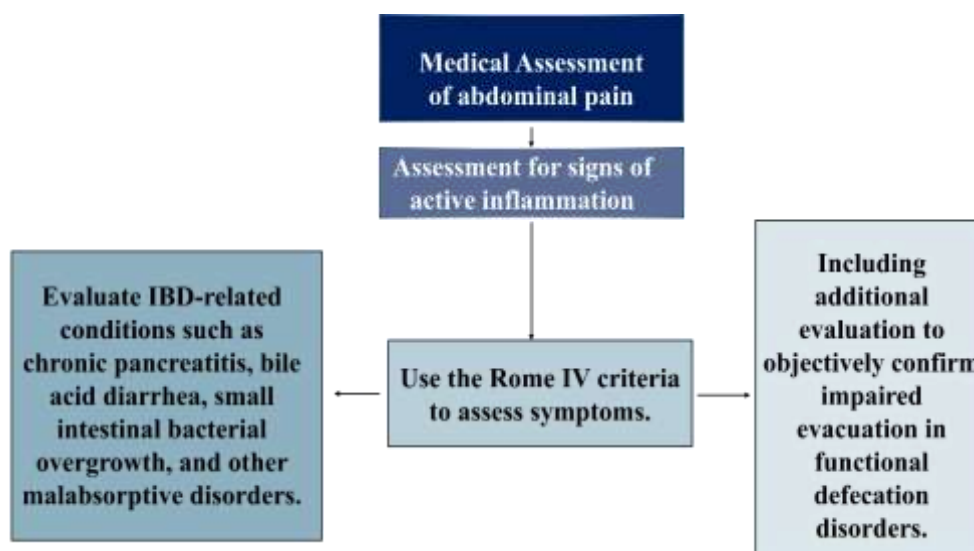 Medical Assessment
of abdominal pain
Assessment for signs of
active inflammation
Evaluate IBD-related
conditions such as
chronic pancreatitis, bile
acid diarrhea, small
intestinal bacterial
overgrowth, and other
malabsorptive disorders.
Use the Rome IV criteria
to assess symptoms.
Including
additional
evaluation to
objectively confirm
impaired
evacuation in
functional
defecation
disorders.